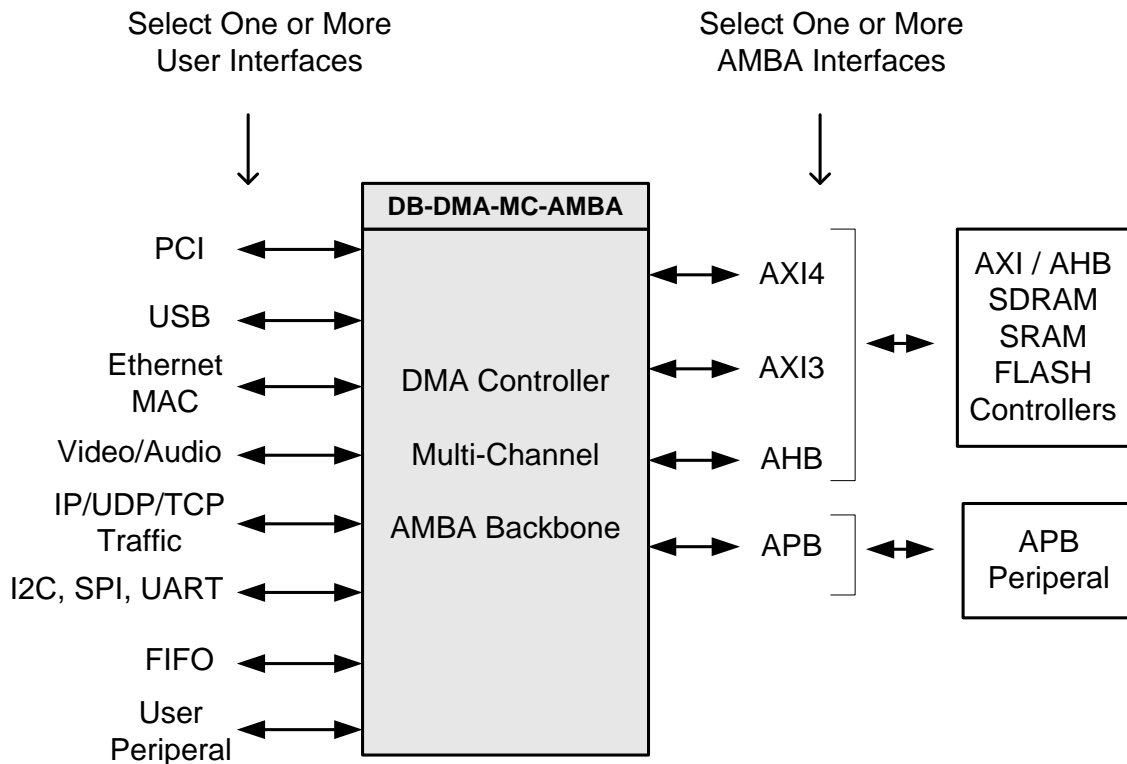 Select One or More
User Interfaces
Select One or More
AMBA Interfaces
DB-DMA-MC-AMBA
PCI
USB
Ethernet
MAC
Video/Audio
IP/UDP/TCP
Traffic
I2C, SPI, UART
FIFO
User
Periperal
DMA Controller
Multi-Channel
AMBA Backbone
AXI4
AXI3
AHB
APB
AXI / AHB
SDRAM
SRAM
FLASH
Controllers
APB
Periperal